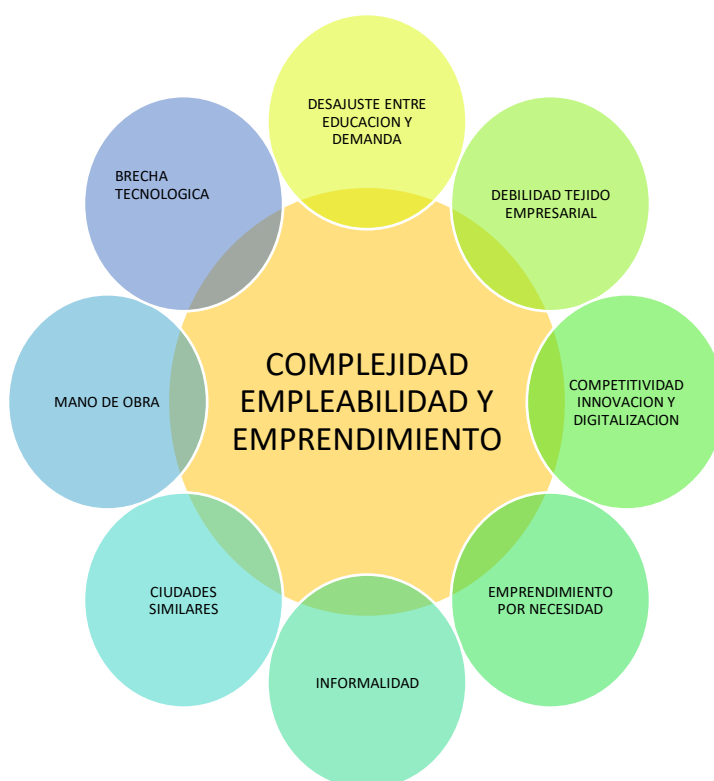 DESAJUSTE ENTRE
EDUCACION Y
DEMANDA
BRECHA
TECNOLOGICA
DEBILIDAD TEJIDO
EMPRESARIAL
COMPLEJIDAD
EMPLEABILIDAD Y
EMPRENDIMIENTO
MANO DE OBRA
COMPETITIVIDAD
INNOVACION Y
DIGITALIZACION
CIUDADES
SIMILARES
EMPRENDIMIENTO
POR NECESIDAD
INFORMALIDAD